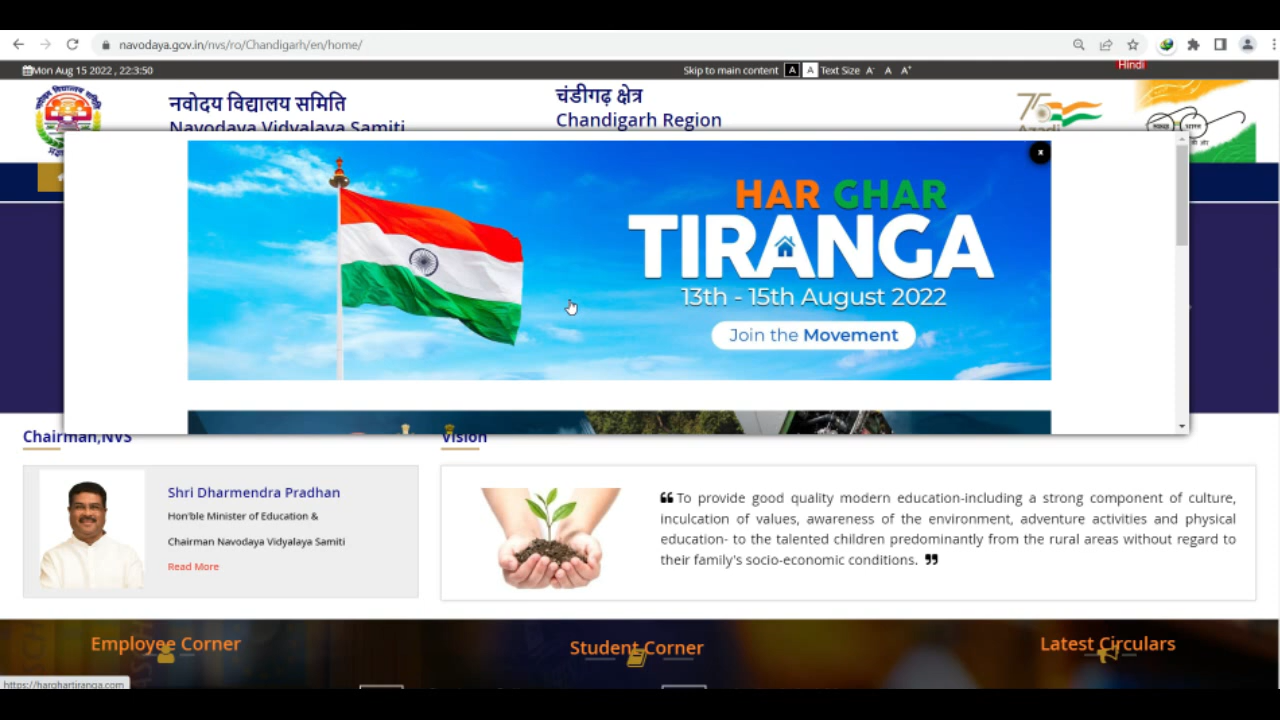 navodaya.gov.in/nvs/ro/Chandigarh/en/home/
Mon Aug 15 2022 , 22:3:50
Skip to main content A A Text Size A- A A+
Hindi
नवोदय विद्यालय समिति
Navodaya Vidyalaya Samiti
चंडीगढ़ क्षेत्र
Chandigarh Region
75
Azadi
x
HAR GHAR
TIRANGA
13th - 15th August 2022
Join the Movement
Chairman,NVS
Vision
Shri Dharmendra Pradhan
Hon'ble Minister of Education &
Chairman Navodaya Vidyalaya Samiti
Read More
❝ To provide good quality modern education-including a strong component of culture,
inculcation of values, awareness of the environment, adventure activities and physical
education- to the talented children predominantly from the rural areas without regard to
their family's socio-economic conditions. ❞
Employee Corner
Student Corner
Latest Circulars
https://harghartiranga.com